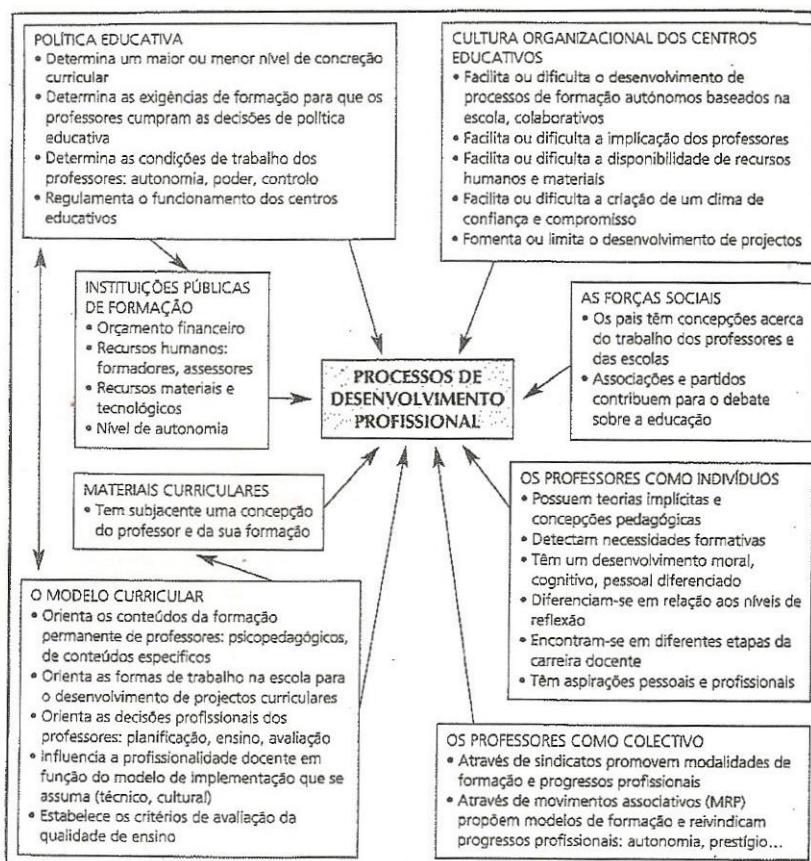 POLÍTICA EDUCATIVA
• Determina um maior ou menor nível de concreção
curricular
• Determina as exigências de formação para que os
professores cumpram as decisões de política
educativa
• Determina as condições de trabalho dos
professores: autonomia, poder, controlo
• Regulamenta o funcionamento dos centros
educativos
CULTURA ORGANIZACIONAL DOS CENTROS
EDUCATIVOS
• Facilita ou dificulta o desenvolvimento de
processos de formação autónomos baseados na
escola, colaborativos
• Facilita ou dificulta a implicação dos professores
• Facilita ou dificulta a disponibilidade de recursos
humanos e materiais
• Facilita ou dificulta a criação de um clima de
confiança e compromisso
• Fomenta ou limita o desenvolvimento de projectos
INSTITUIÇÕES PÚBLICAS
DE FORMAÇÃO
• Orçamento financeiro
• Recursos humanos:
formadores, assessores
• Recursos materiais e
tecnológicos
• Nível de autonomia
PROCESSOS DE
DESENVOLVIMENTO
PROFISSIONAL
AS FORÇAS SOCIAIS
• Os pais têm concepções acerca
do trabalho dos professores e
das escolas
• Associações e partidos
contribuem para o debate
sobre a educação
MATERIAIS CURRICULARES
• Tem subjacente uma concepção
do professor e da sua formação
OS PROFESSORES COMO INDIVÍDUOS
• Possuem teorias implícitas e
concepções pedagógicas
• Detectam necessidades formativas
• Têm um desenvolvimento moral,
cognitivo, pessoal diferenciado
• Diferenciam-se em relação aos níveis de
reflexão
• Encontram-se em diferentes etapas da
carreira docente
• Têm aspirações pessoais e profissionais
O MODELO CURRICULAR
• Orienta os conteúdos da formação
permanente de professores: psicopedagógicos,
de conteúdos específicos
• Orienta as formas de trabalho na escola para
o desenvolvimento de projectos curriculares
• Orienta as decisões profissionais dos
professores: planificação, ensino, avaliação
• Influencia a profissionalidade docente em
função do modelo de implementação que se
assuma (técnico, cultural)
• Estabelece os critérios de avaliação da
qualidade de ensino
OS PROFESSORES COMO COLECTIVO
• Através de sindicatos promovem modalidades de
formação e progressos profissionais
• Através de movimentos associativos (MRP)
propõem modelos de formação e reivindicam
progressos profissionais: autonomia, prestígio...